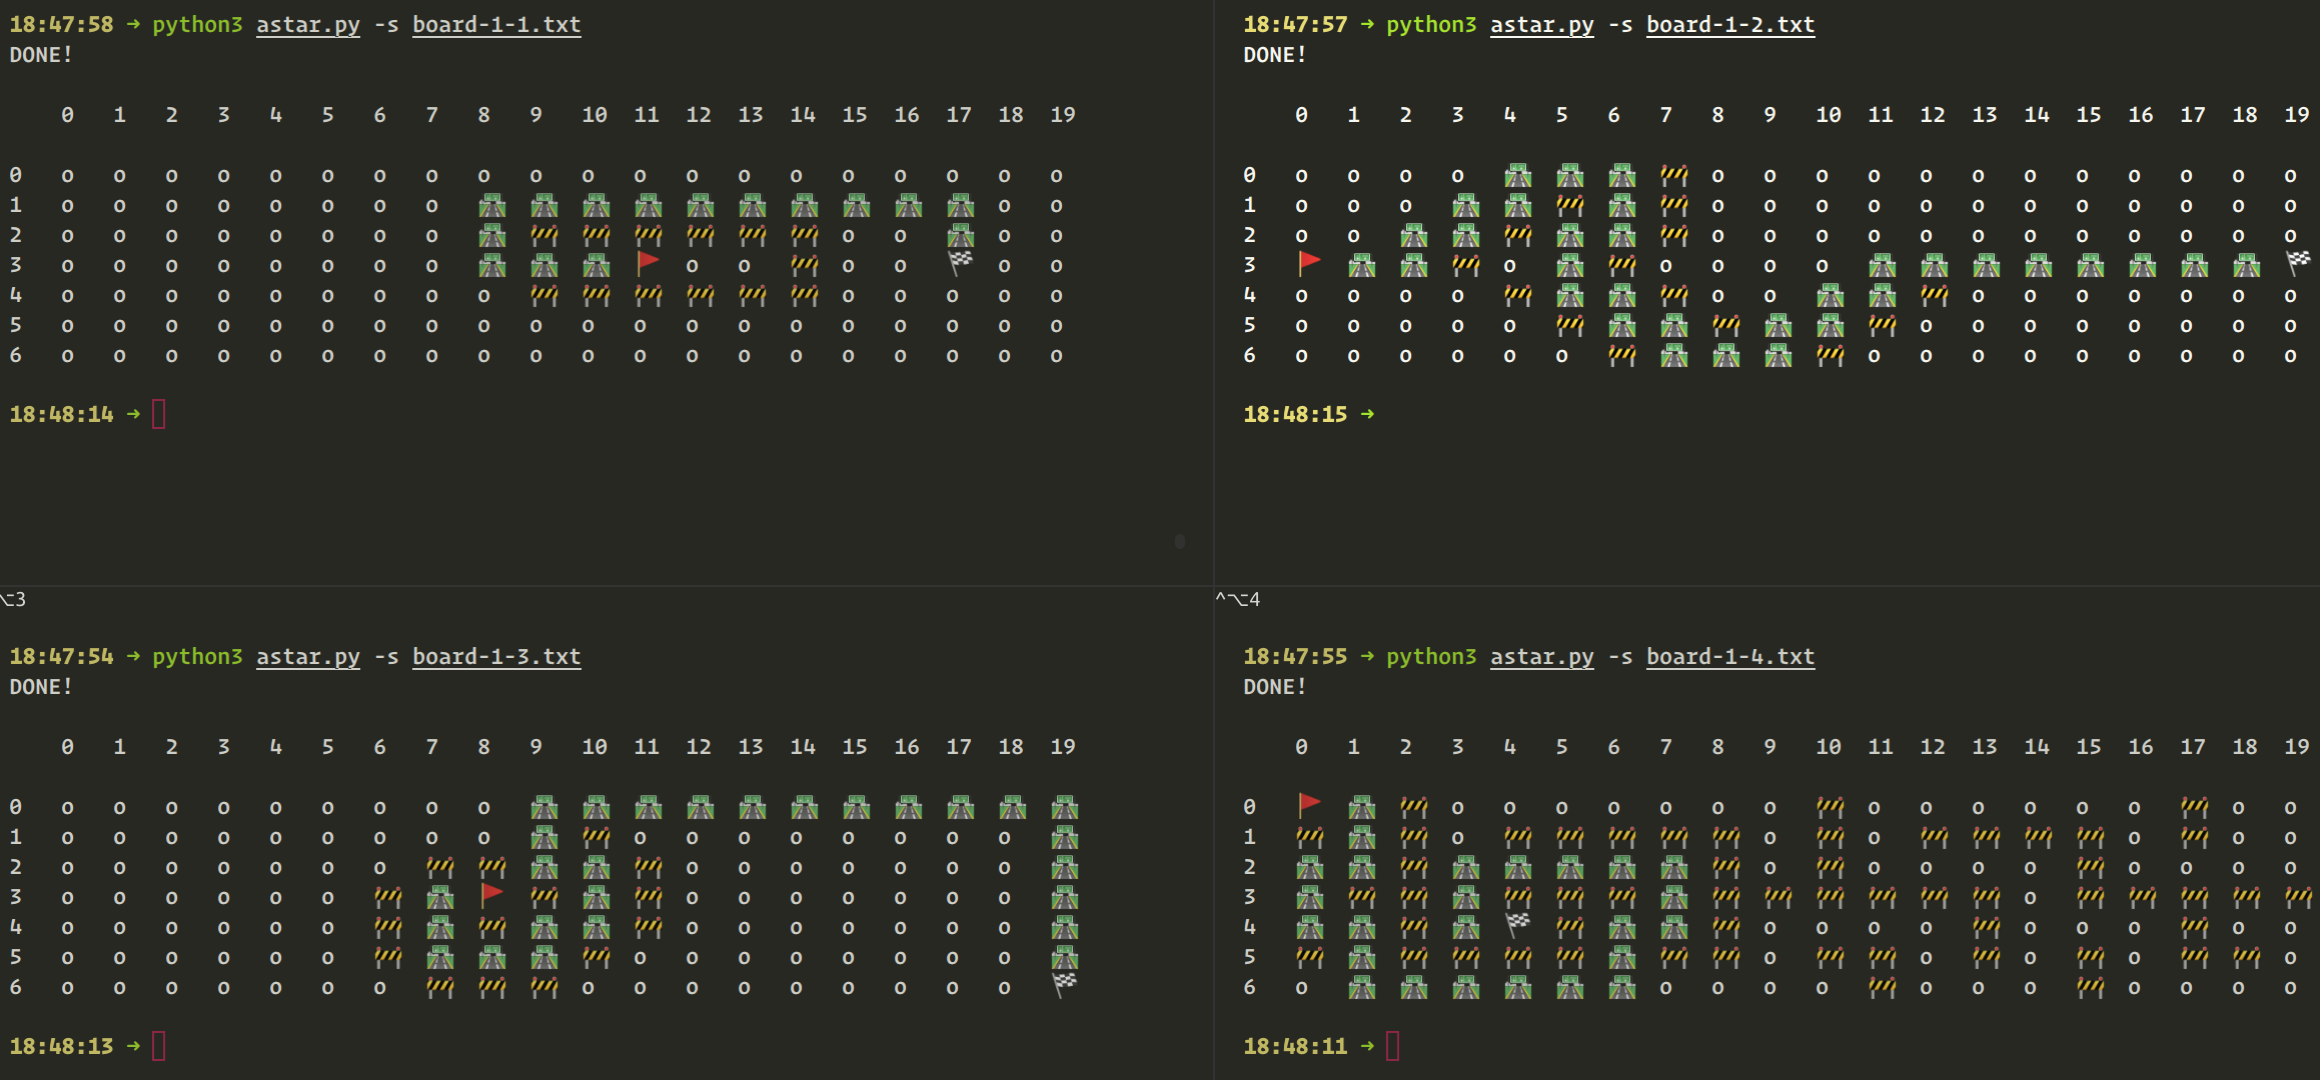 18:47:58 → python3 astar.py -s board-1-1.txt
DONE!
0 1 2 3 4 5 6 7 8 9 10 11 12 13 14 15 16 17 18 19
0 o o o o o o o o o o o o o o o o o o o o
1 o o o o o o o o 🛣 🛣 🛣 🛣 🛣 🛣 🛣 🛣 🛣 🛣 o o
2 o o o o o o o o 🛣 🚧 🚧 🚧 🚧 🚧 🚧 o o 🛣 o o
3 o o o o o o o o 🛣 🛣 🛣 🚩 o o 🚧 o o 🏁 o o
4 o o o o o o o o o 🚧 🚧 🚧 🚧 🚧 🚧 o o o o o
5 o o o o o o o o o o o o o o o o o o o o
6 o o o o o o o o o o o o o o o o o o o o
18:48:14 →
18:47:57 → python3 astar.py -s board-1-2.txt
DONE!
0 1 2 3 4 5 6 7 8 9 10 11 12 13 14 15 16 17 18 19
0 o o o o 🛣 🛣 🛣 🚧 o o o o o o o o o o o o
1 o o o 🛣 🛣 🚧 🛣 🚧 o o o o o o o o o o o o
2 o o 🛣 🛣 🚧 🛣 🛣 🚧 o o o o o o o o o o o o
3 🚩 🛣 🛣 🚧 o 🛣 🚧 o o o o 🛣 🛣 🛣 🛣 🛣 🛣 🛣 🛣 🏁
4 o o o o 🚧 🛣 🛣 🚧 o o 🛣 🛣 🚧 o o o o o o o
5 o o o o o 🚧 🛣 🛣 🚧 🛣 🛣 🚧 o o o o o o o o
6 o o o o o o 🚧 🛣 🛣 🛣 🚧 o o o o o o o o o
18:48:15 →
⌥3
18:47:54 → python3 astar.py -s board-1-3.txt
DONE!
0 1 2 3 4 5 6 7 8 9 10 11 12 13 14 15 16 17 18 19
0 o o o o o o o o o 🛣 🛣 🛣 🛣 🛣 🛣 🛣 🛣 🛣 🛣 🛣
1 o o o o o o o o o 🛣 🚧 o o o o o o o o 🛣
2 o o o o o o o 🚧 🚧 🛣 🛣 🚧 o o o o o o o 🛣
3 o o o o o o 🚧 🛣 🚩 🚧 🛣 🚧 o o o o o o o 🛣
4 o o o o o o 🚧 🛣 🚧 🛣 🛣 🚧 o o o o o o o 🛣
5 o o o o o o 🚧 🛣 🛣 🛣 🚧 o o o o o o o o 🛣
6 o o o o o o o 🚧 🚧 🚧 o o o o o o o o o 🏁
18:48:13 →
^⌥4
18:47:55 → python3 astar.py -s board-1-4.txt
DONE!
0 1 2 3 4 5 6 7 8 9 10 11 12 13 14 15 16 17 18 19
0 🚩 🛣 🚧 o o o o o o o 🚧 o o o o o o 🚧 o o
1 🚧 🛣 🚧 o 🚧 🚧 🚧 🚧 🚧 o 🚧 o 🚧 🚧 🚧 🚧 o 🚧 o o
2 🛣 🛣 🚧 🛣 🛣 🛣 🛣 🛣 🚧 o 🚧 o o o o 🚧 o o o o
3 🛣 🚧 🚧 🛣 🚧 🚧 🚧 🛣 🚧 🚧 🚧 🚧 🚧 🚧 o 🚧 🚧 🚧 🚧 🚧
4 🛣 🛣 🚧 🛣 🏁 🚧 🛣 🛣 🚧 o o o o 🚧 o o o 🚧 o o
5 🚧 🛣 🚧 🚧 🚧 🚧 🛣 🚧 🚧 o 🚧 🚧 o 🚧 o 🚧 o 🚧 🚧 o
6 o 🛣 🛣 🛣 🛣 🛣 🛣 o o o o 🚧 o o o 🚧 o o o o
18:48:11 →